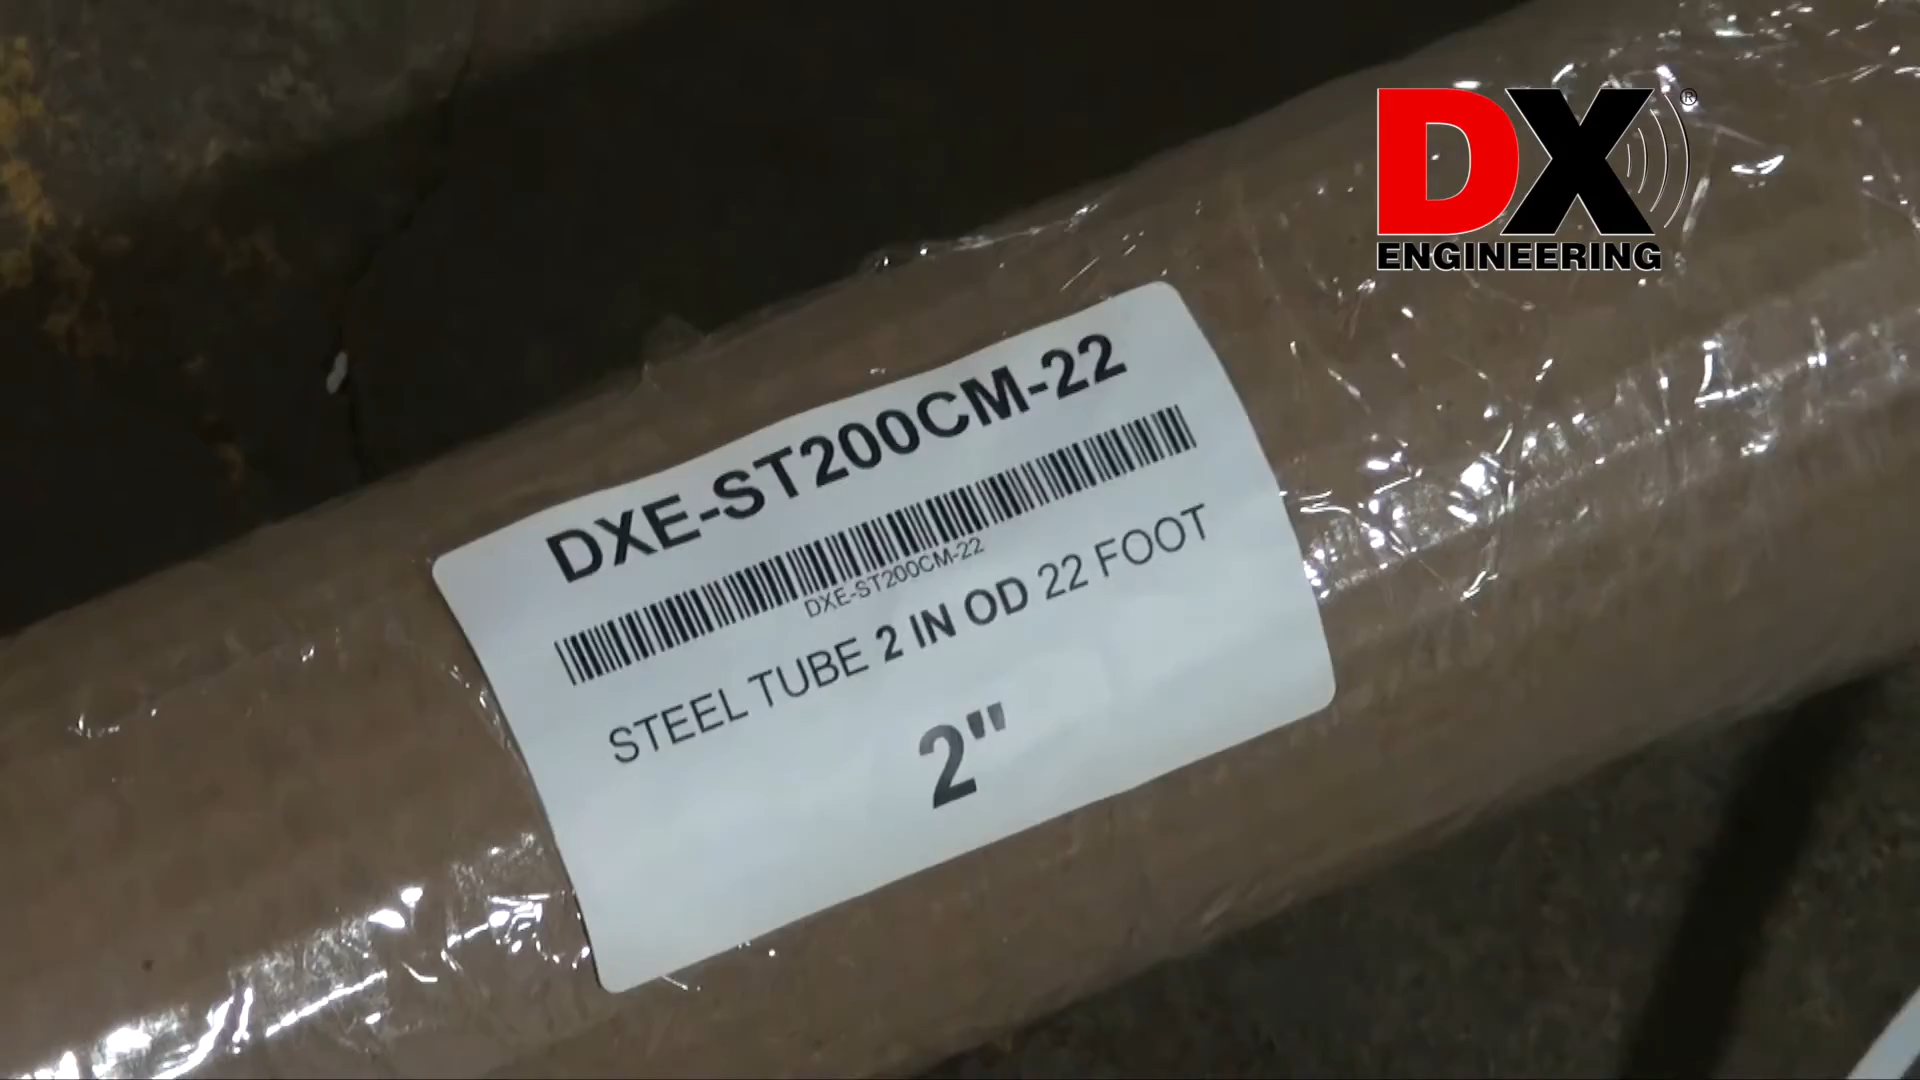 DX®
ENGINEERING
DXE-ST200CM-22
DXE-ST200CM-22
STEEL TUBE 2 IN OD 22 FOOT
2"